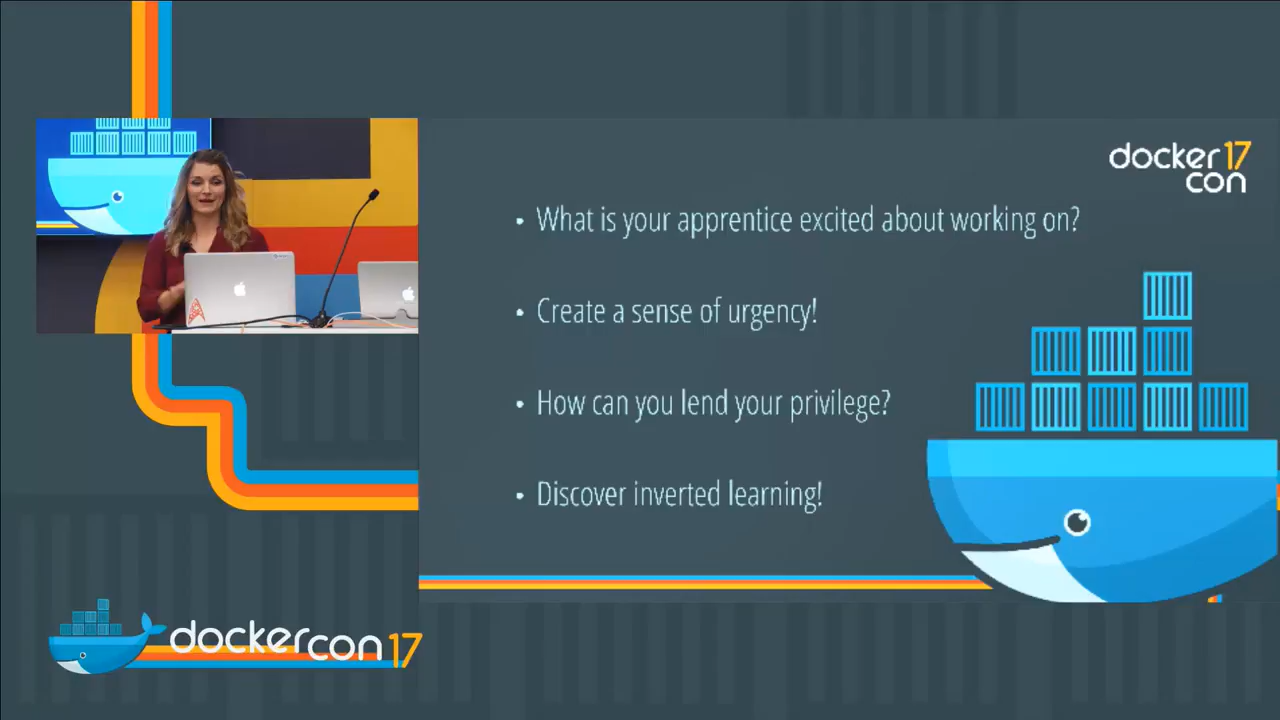 docker 17
con
• What is your apprentice excited about working on?
• Create a sense of urgency!
• How can you lend your privilege?
• Discover inverted learning!
dockercon 17